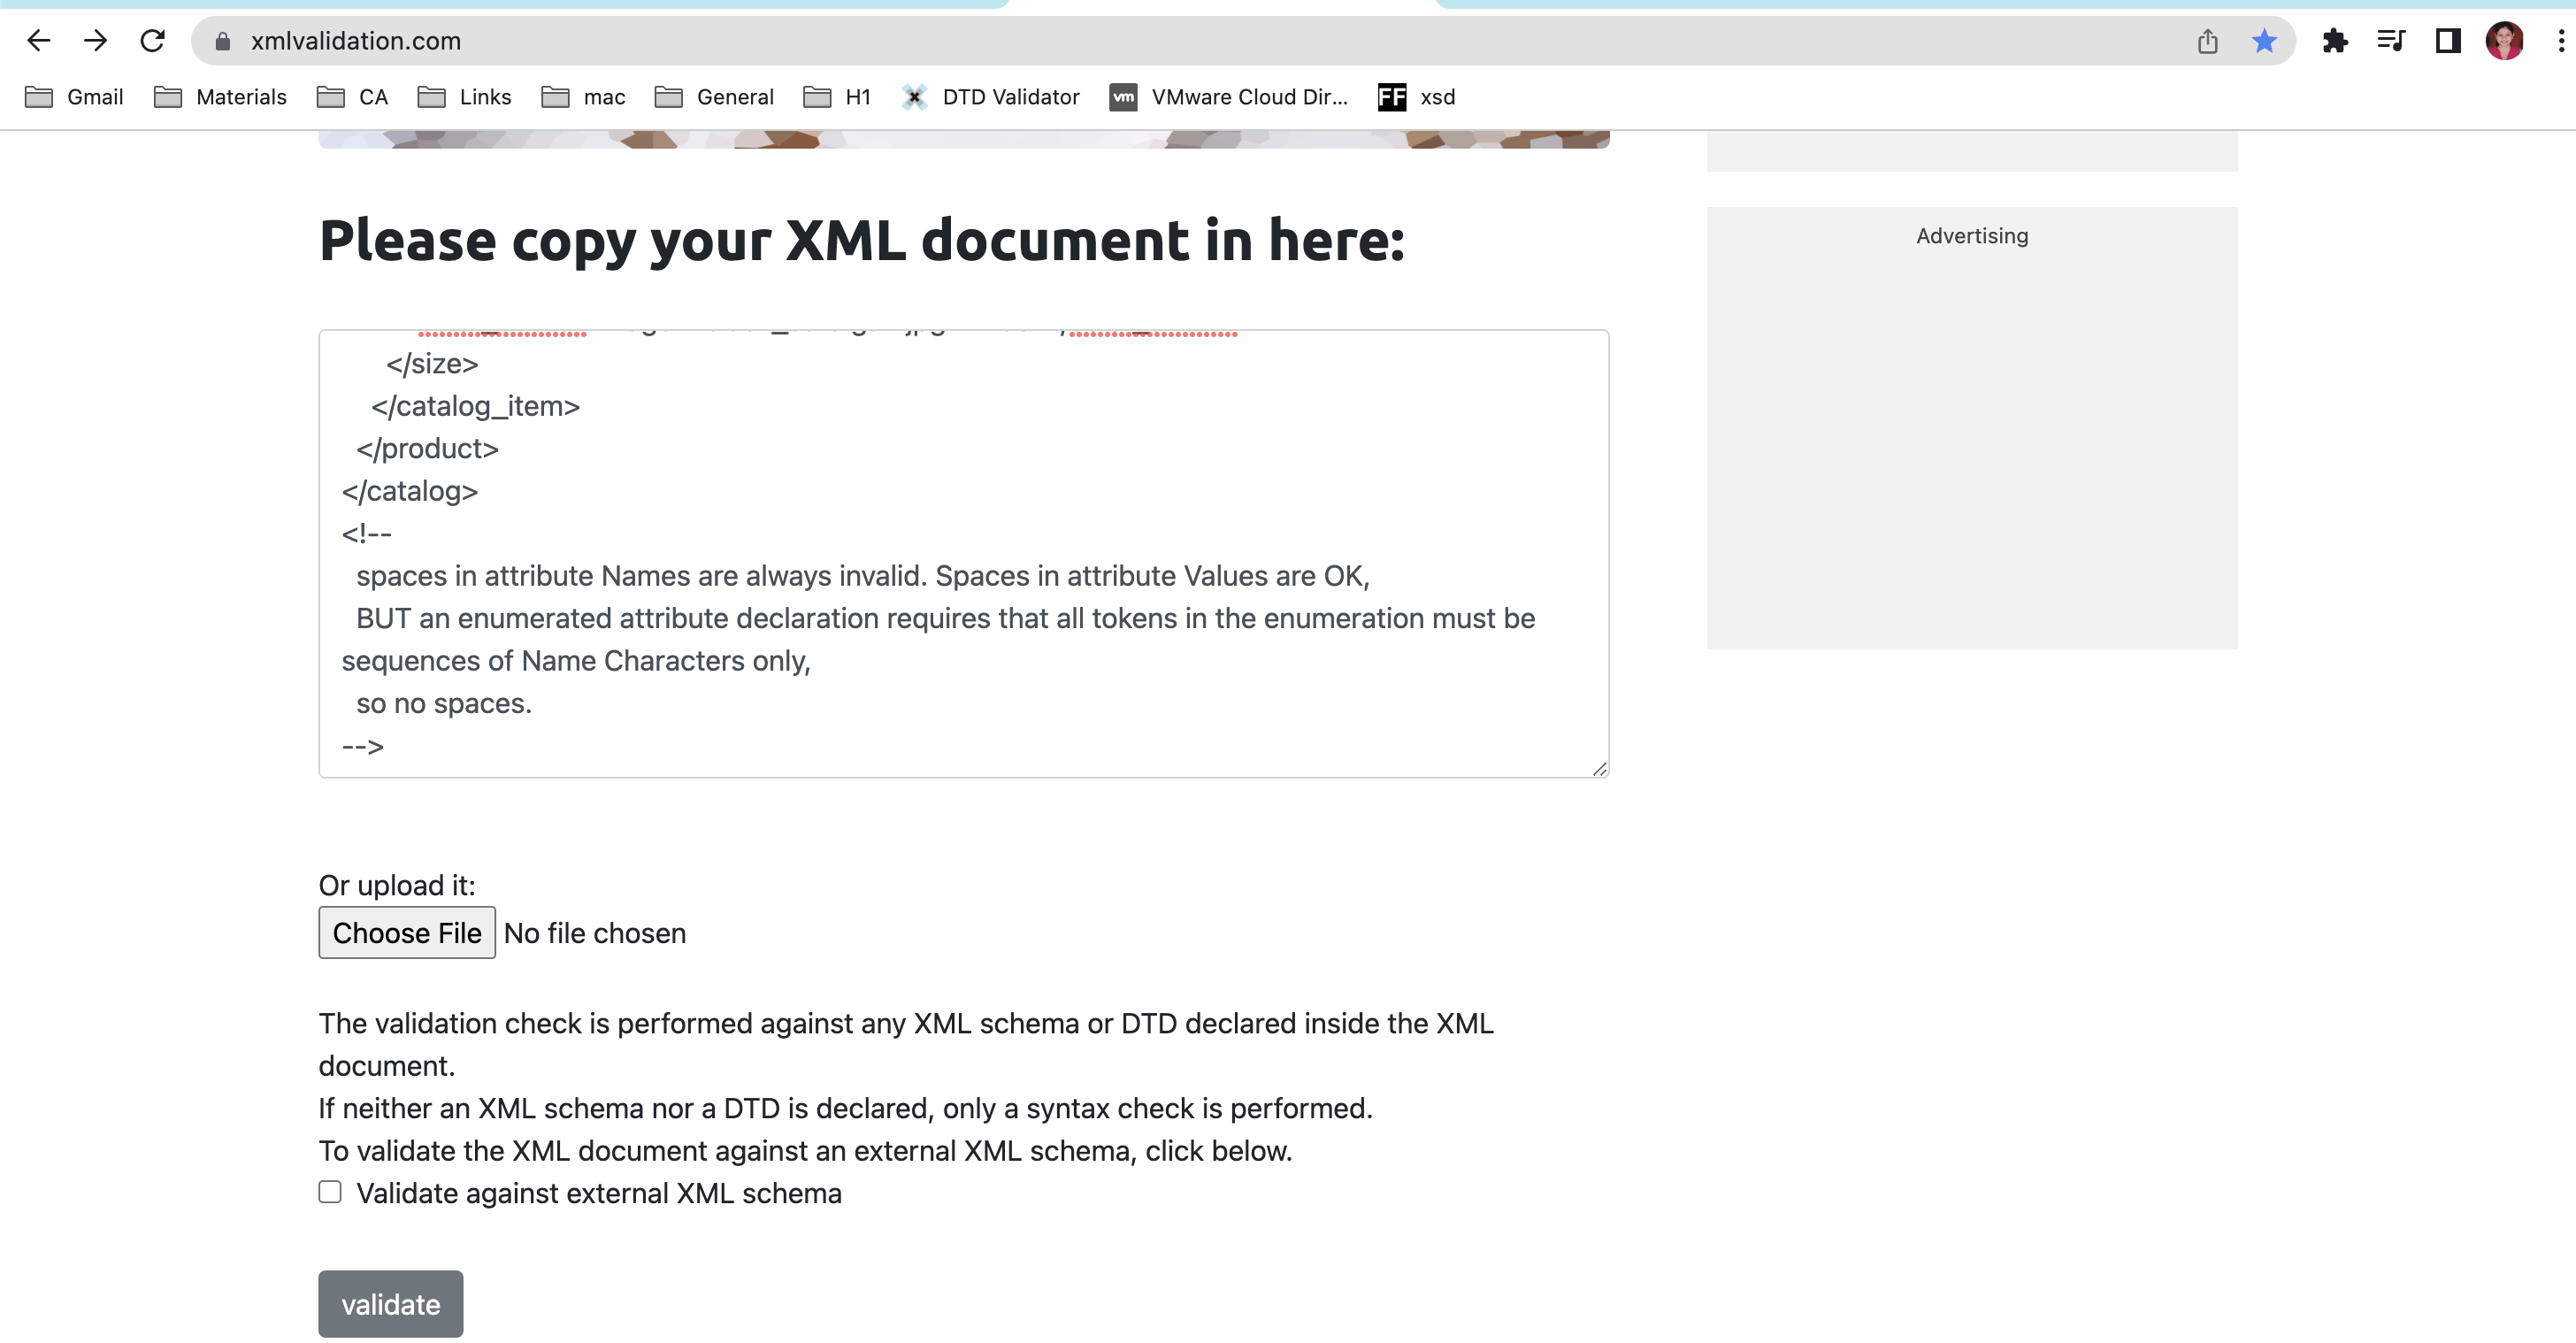 xmlvalidation.com
Gmail Materials CA Links mac General H1 DTD Validator vm VMware Cloud Dir... FF xsd
Please copy your XML document in here:
Advertising
</size>
</catalog_item>
</product>
</catalog>
<!--
spaces in attribute Names are always invalid. Spaces in attribute Values are OK,
BUT an enumerated attribute declaration requires that all tokens in the enumeration must be
sequences of Name Characters only,
so no spaces.
-->
Or upload it:
Choose File No file chosen
The validation check is performed against any XML schema or DTD declared inside the XML
document.
If neither an XML schema nor a DTD is declared, only a syntax check is performed.
To validate the XML document against an external XML schema, click below.
Validate against external XML schema
validate